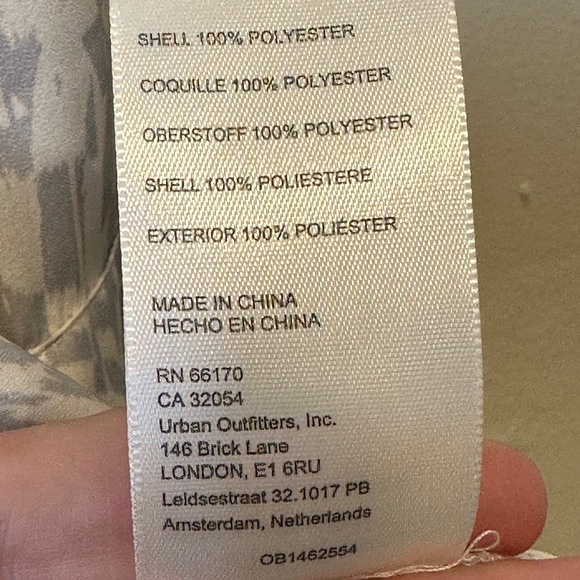 SHELL 100% POLYESTER
COQUILLE 100% POLYESTER
OBERSTOFF 100% POLYESTER
SHELL 100% POLIESTERE
EXTERIOR 100% POLIÉSTER
MADE IN CHINA
HECHO EN CHINA
RN 66170
CA 32054
Urban Outfitters, Inc.
146 Brick Lane
LONDON, E1 6RU
Leidsestraat 32.1017 PB
Amsterdam, Netherlands
OB1462554